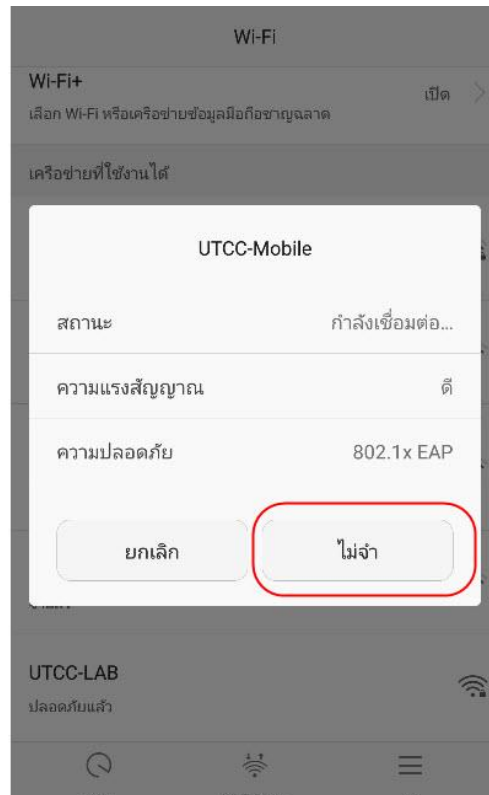 Wi-Fi
Wi-Fi+
เปิด
เลือก Wi-Fi หรือเครือข่ายข้อมูลมือถือชาญฉลาด
เครือข่ายที่ใช้งานได้
UTCC-Mobile
สถานะ กำลังเชื่อมต่อ...
ความแรงสัญญาณ ดี
ความปลอดภัย 802.1x EAP
ยกเลิก ไม่จำ
UTCC-LAB
ปลอดภัยแล้ว